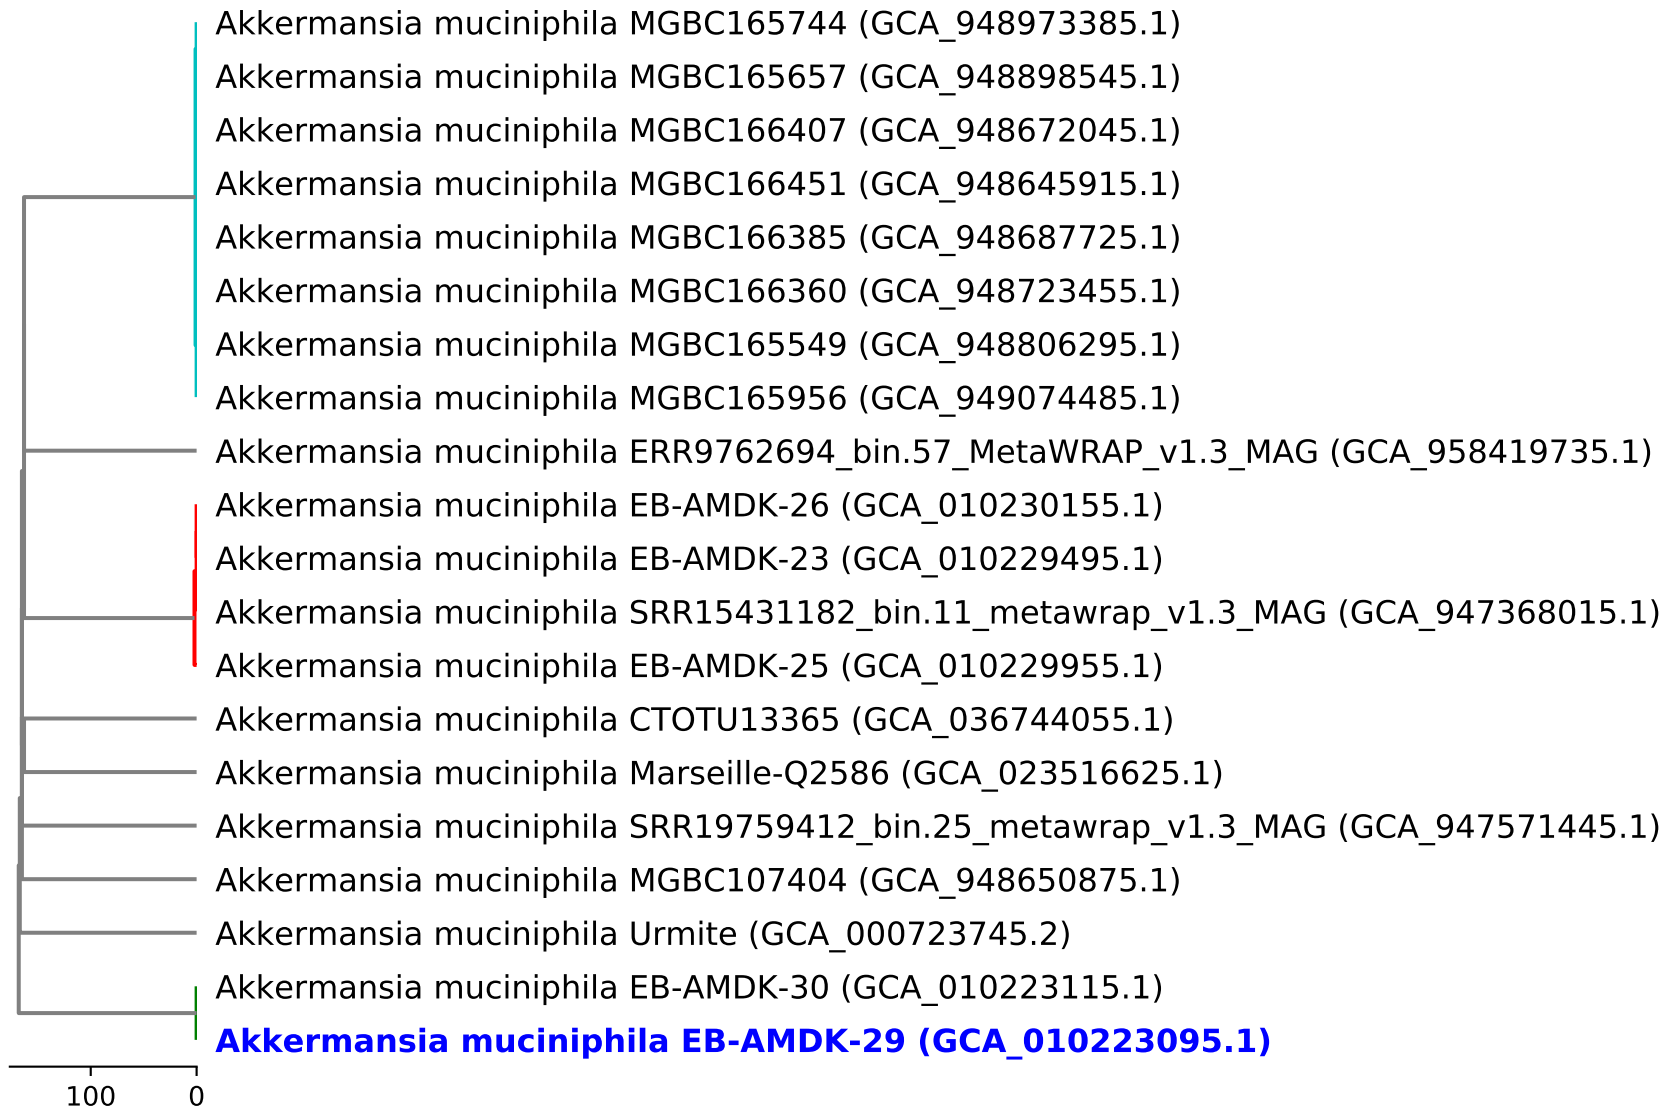 Akkermansia muciniphila MGBC165744 (GCA_948973385.1)
Akkermansia muciniphila MGBC165657 (GCA_948898545.1)
Akkermansia muciniphila MGBC166407 (GCA_948672045.1)
Akkermansia muciniphila MGBC166451 (GCA_948645915.1)
Akkermansia muciniphila MGBC166385 (GCA_948687725.1)
Akkermansia muciniphila MGBC166360 (GCA_948723455.1)
Akkermansia muciniphila MGBC165549 (GCA_948806295.1)
Akkermansia muciniphila MGBC165956 (GCA_949074485.1)
Akkermansia muciniphila ERR9762694_bin.57_MetaWRAP_v1.3_MAG (GCA_958419735.1)
Akkermansia muciniphila EB-AMDK-26 (GCA_010230155.1)
Akkermansia muciniphila EB-AMDK-23 (GCA_010229495.1)
Akkermansia muciniphila SRR15431182_bin.11_metawrap_v1.3_MAG (GCA_947368015.1)
Akkermansia muciniphila EB-AMDK-25 (GCA_010229955.1)
Akkermansia muciniphila CTOTU13365 (GCA_036744055.1)
Akkermansia muciniphila Marseille-Q2586 (GCA_023516625.1)
Akkermansia muciniphila SRR19759412_bin.25_metawrap_v1.3_MAG (GCA_947571445.1)
Akkermansia muciniphila MGBC107404 (GCA_948650875.1)
Akkermansia muciniphila Urmite (GCA_000723745.2)
Akkermansia muciniphila EB-AMDK-30 (GCA_010223115.1)
Akkermansia muciniphila EB-AMDK-29 (GCA_010223095.1)
100 0